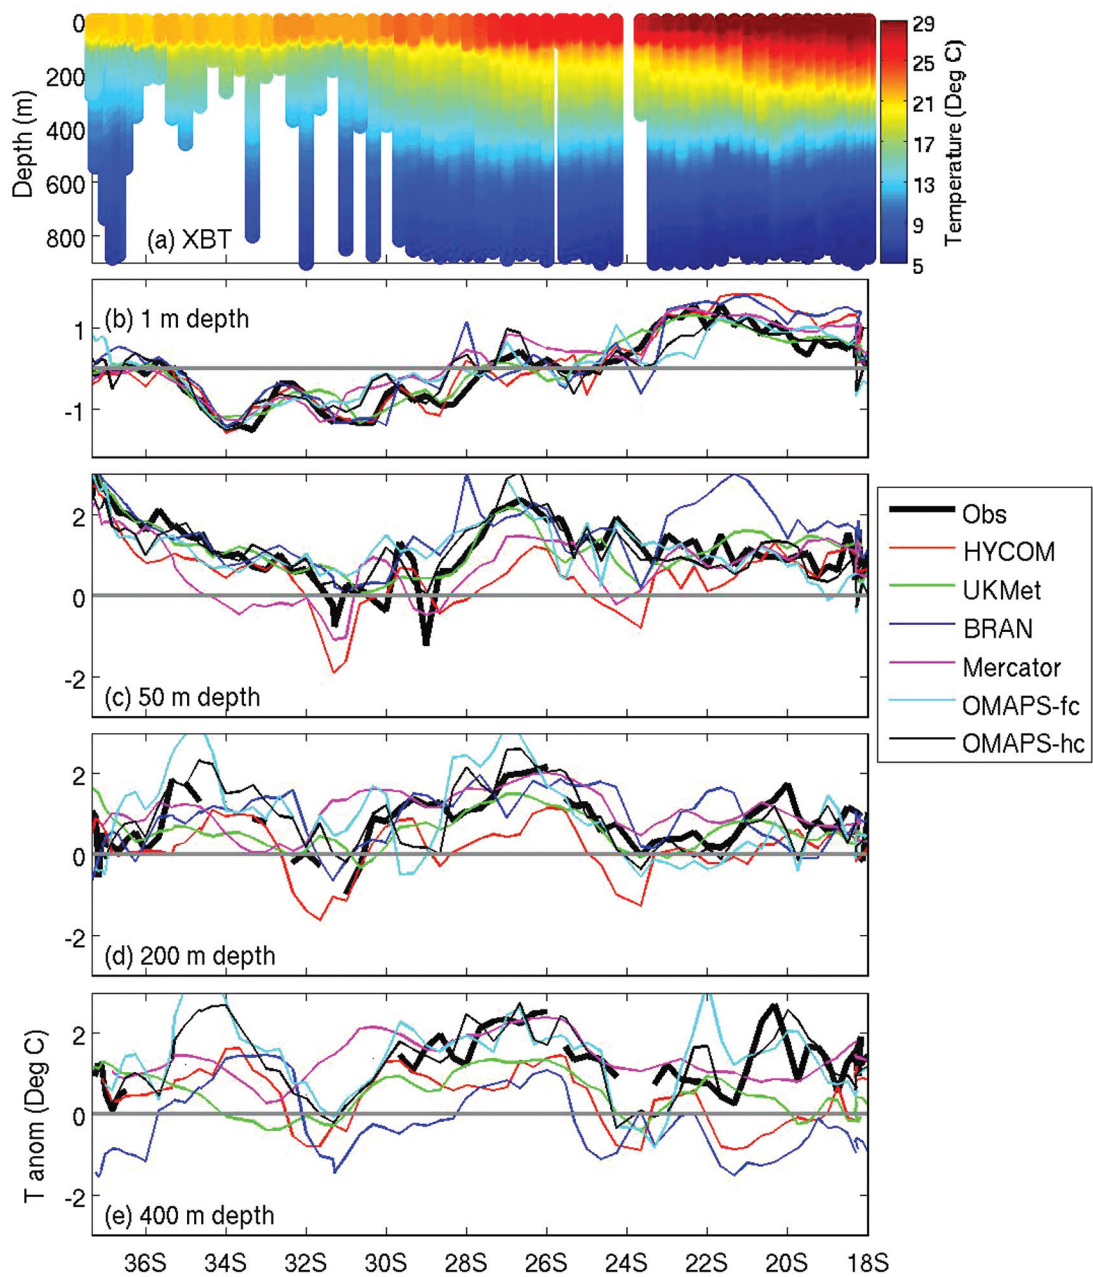 0
200
400
600
800
Depth (m)
(a) XBT
29
25
21
17
13
9
5
Temperature (Deg C)
(b) 1 m depth
1
-1
(c) 50 m depth
2
0
-2
(d) 200 m depth
2
0
-2
(e) 400 m depth
2
0
-2
T anom (Deg C)
36S 34S 32S 30S 28S 26S 24S 22S 20S 18S
Obs
HYCOM
UKMet
BRAN
Mercator
OMAPS-fc
OMAPS-hc